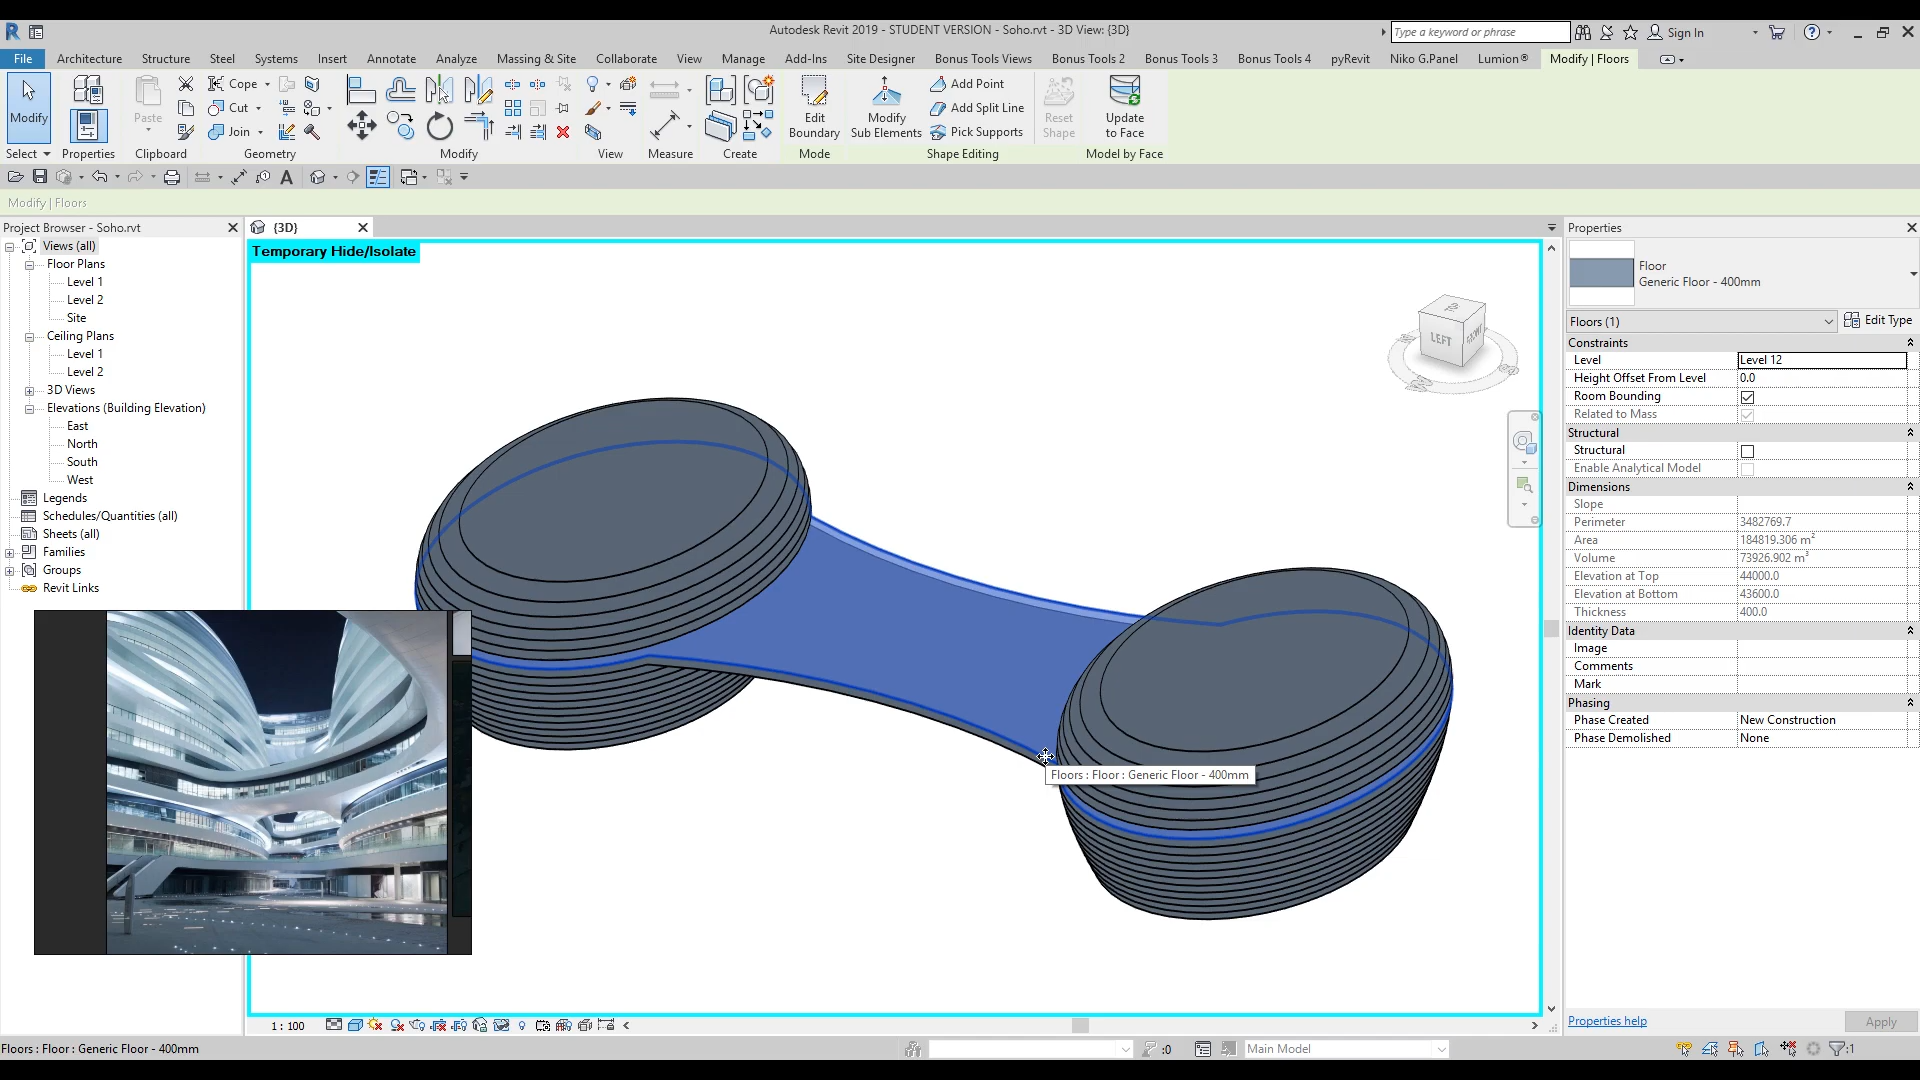 Autodesk Revit 2019 - STUDENT VERSION - Soho.rvt - 3D View: {3D}
Type a keyword or phrase
Sign In
File Architecture Structure Steel Systems Insert Annotate Analyze Massing & Site Collaborate View Manage Add-Ins Site Designer Bonus Tools Views Bonus Tools 2 Bonus Tools 3 Bonus Tools 4 pyRevit Niko G.Panel Lumion® Modify | Floors
Modify
Paste
Cope
Cut
Join
Edit Boundary
Modify Sub Elements
Add Point
Add Split Line
Pick Supports
Reset Shape
Update to Face
Select Properties Clipboard Geometry Modify View Measure Create Mode Shape Editing Model by Face
Modify | Floors
Project Browser - Soho.rvt
Views (all)
Floor Plans
Level 1
Level 2
Site
Ceiling Plans
Level 1
Level 2
3D Views
Elevations (Building Elevation)
East
North
South
West
Legends
Schedules/Quantities (all)
Sheets (all)
Families
Groups
Revit Links
{3D}
Temporary Hide/Isolate
LEFT
Floors : Floor : Generic Floor - 400mm
Properties
Floor
Generic Floor - 400mm
Floors (1)
Edit Type
Constraints
Level Level 12
Height Offset From Level 0.0
Room Bounding
Related to Mass
Structural
Structural
Enable Analytical Model
Dimensions
Slope
Perimeter 3482769.7
Area 184819.306 m²
Volume 73926.902 m³
Elevation at Top 44000.0
Elevation at Bottom 43600.0
Thickness 400.0
Identity Data
Image
Comments
Mark
Phasing
Phase Created New Construction
Phase Demolished None
Properties help
Apply
1 : 100
Floors : Floor : Generic Floor - 400mm
:0
Main Model
:1